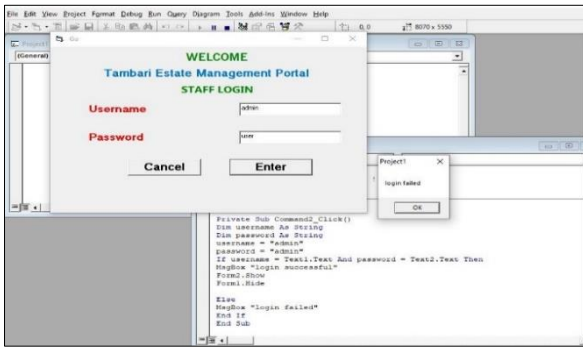 File Edit View Project Format Debug Run Query Diagram Tools Add-Ins Window Help
0, 0
8070 x 5550
Project1
(General)
WELCOME
Tambari Estate Management Portal
STAFF LOGIN
Username
admin
Password
user
Cancel
Enter
Project1
login failed
OK
Private Sub Command2_Click()
Dim username As String
Dim password As String
username = "admin"
password = "admin"
If username = Text1.Text And password = Text2.Text Then
MsgBox "login successful"
Form2.Show
Form1.Hide
Else
MsgBox "login failed"
End If
End Sub